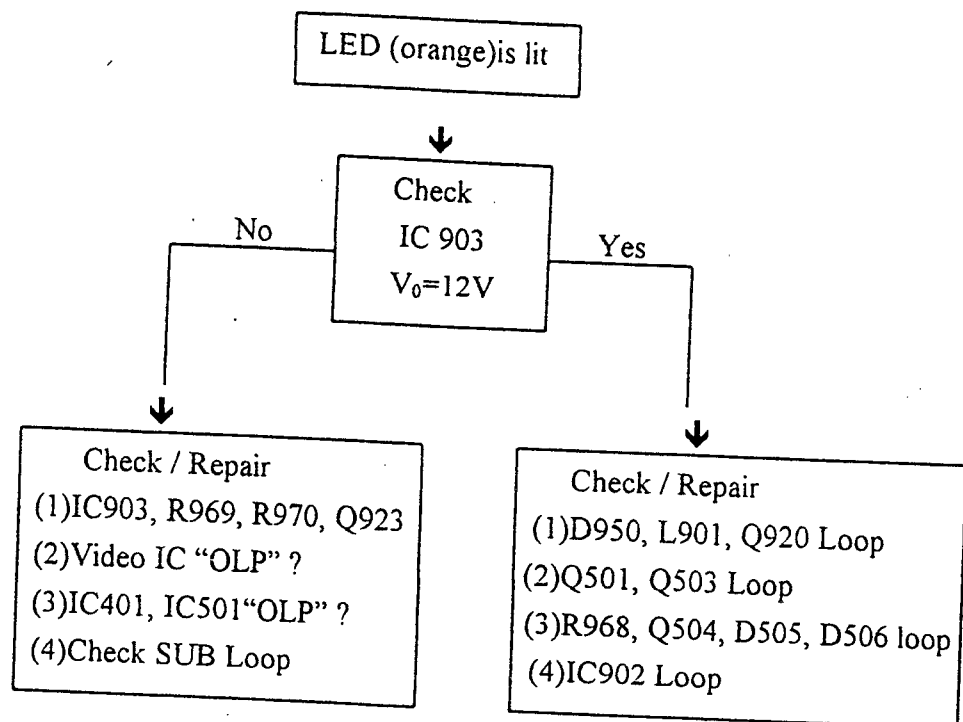 LED (orange)is lit
Check
IC 903
V₀=12V
No
Yes
Check / Repair
(1)IC903, R969, R970, Q923
(2)Video IC “OLP” ?
(3)IC401, IC501“OLP” ?
(4)Check SUB Loop
Check / Repair
(1)D950, L901, Q920 Loop
(2)Q501, Q503 Loop
(3)R968, Q504, D505, D506 loop
(4)IC902 Loop